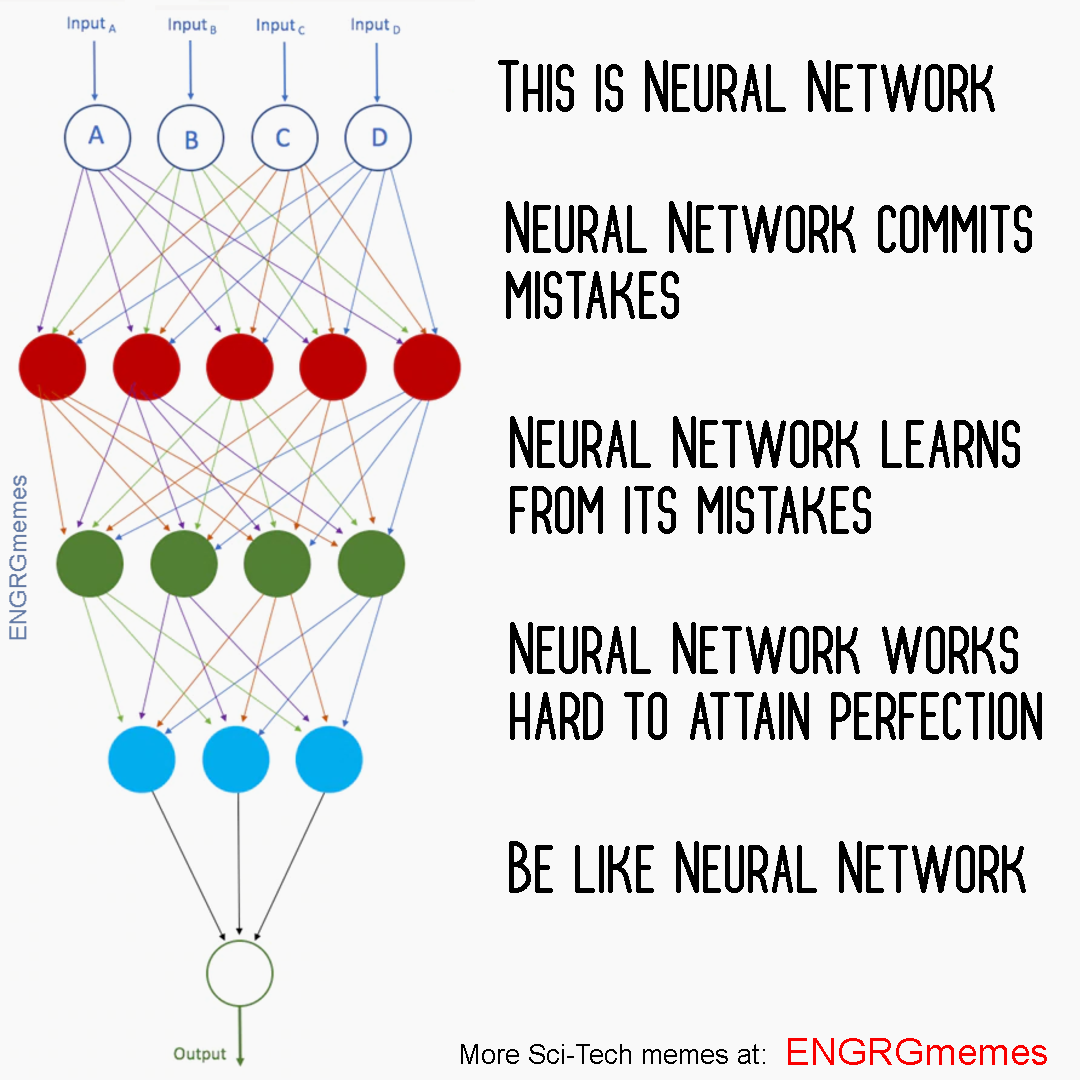 Input A
Input B
Input C
Input D
A
B
C
D
This is Neural Network
Neural Network commits
mistakes
Neural Network learns
from its mistakes
Neural Network works
hard to attain perfection
Be like Neural Network
ENGRGmemes
Output
More Sci-Tech memes at: ENGRGmemes